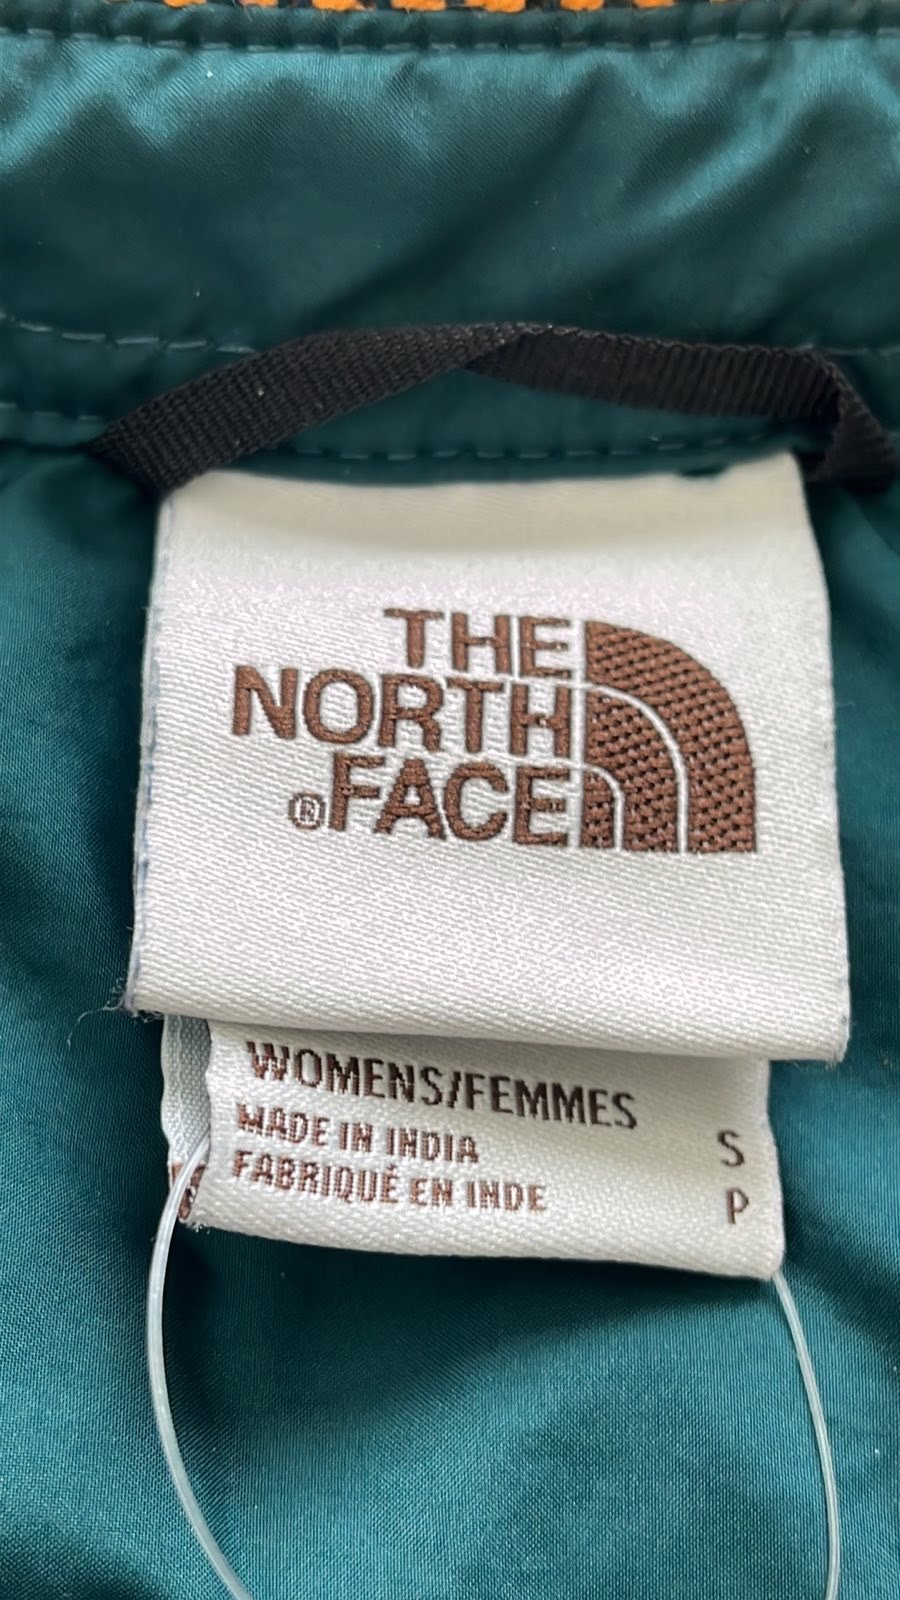 THE
NORTH
®FACE
WOMENS/FEMMES
MADE IN INDIA S
FABRIQUÉ EN INDE P